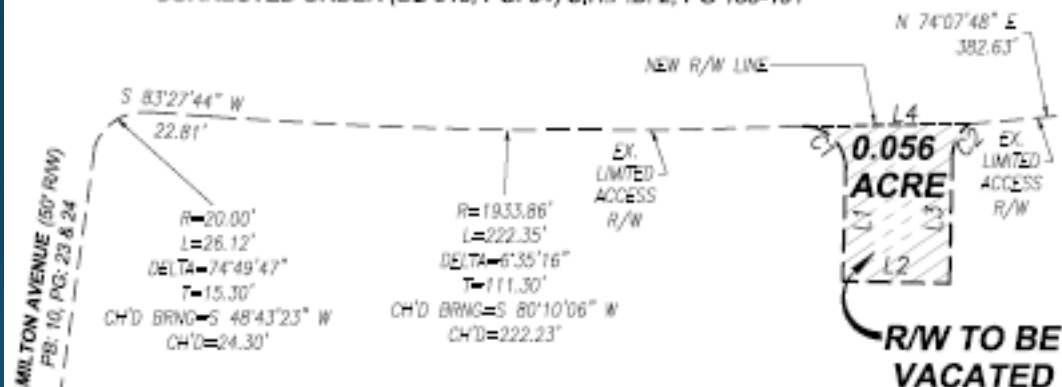 N 74°07'48" E
382.63'
NEW R/W LINE
S 83°27'44" W
22.81'
L4
C1
C2
0.056
ACRE
EX.
LIMITED
ACCESS
R/W
EX.
LIMITED
ACCESS
R/W
L1
L3
L2
R=20.00'
L=26.12'
DELTA=74°49'47"
T=15.30'
CH'D BRNG=S 48°43'23" W
CH'D=24.30'
R=1933.86'
L=222.35'
DELTA=6°35'16"
T=111.30'
CH'D BRNG=S 80°10'06" W
CH'D=222.23'
MILTON AVENUE (50' R/W)
PB: 10, PG: 23 & 24
R/W TO BE
VACATED